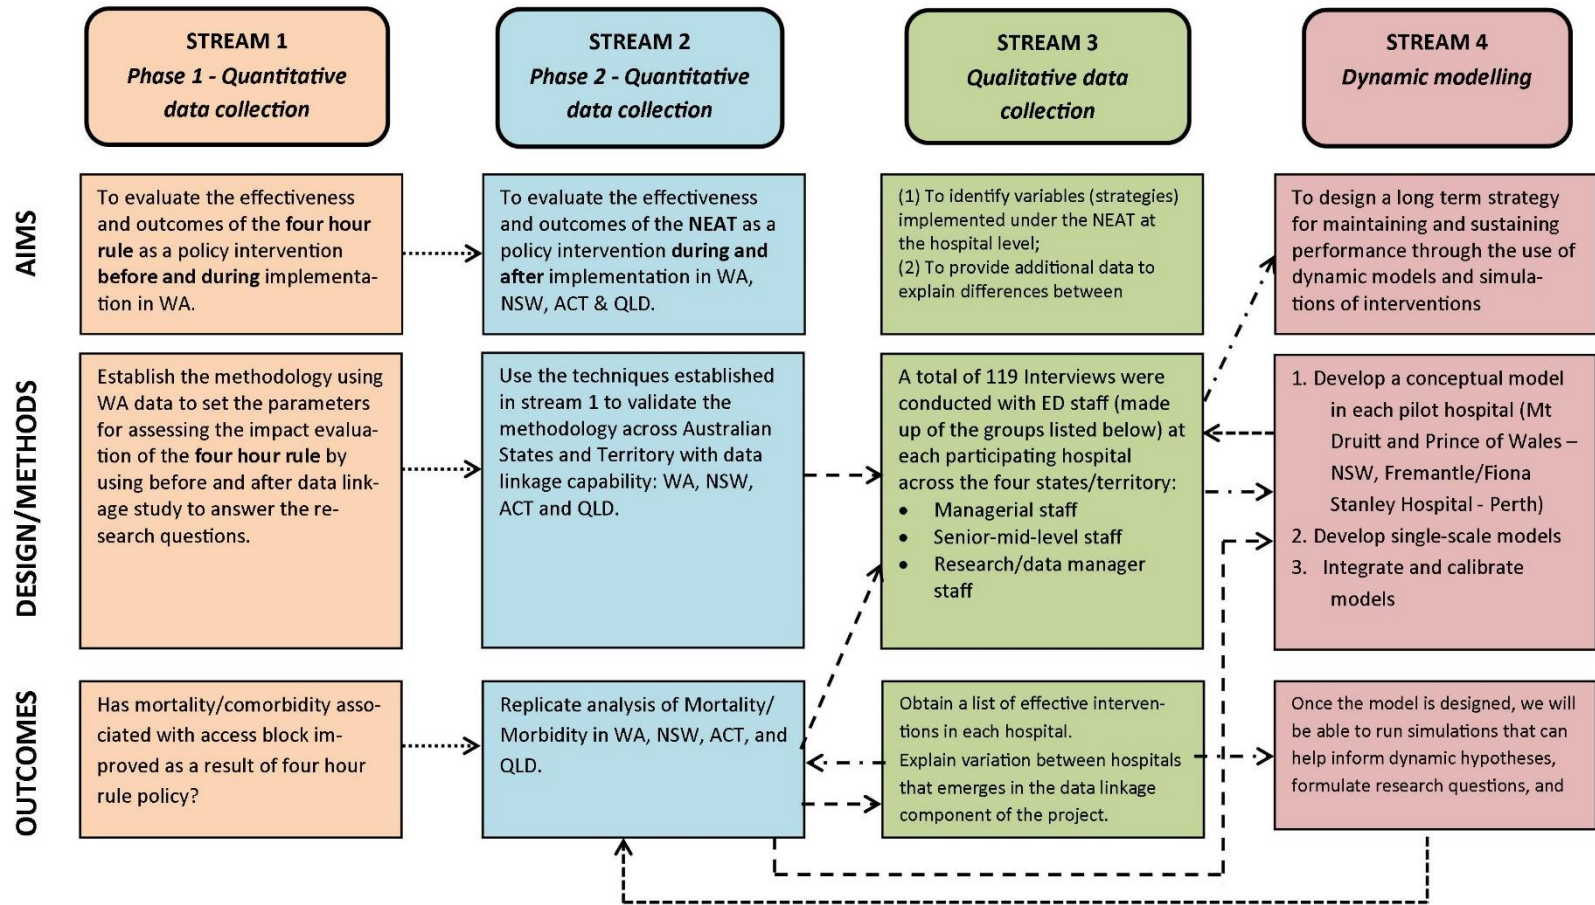 STREAM 1
Phase 1 - Quantitative
data collection
STREAM 2
Phase 2 - Quantitative
data collection
STREAM 3
Qualitative data
collection
STREAM 4
Dynamic modelling
AIMS
To evaluate the effectiveness
and outcomes of the four hour
rule as a policy intervention
before and during implementa-
tion in WA.
To evaluate the effectiveness
and outcomes of the NEAT as a
policy intervention during and
after implementation in WA,
NSW, ACT & QLD.
(1) To identify variables (strategies)
implemented under the NEAT at
the hospital level;
(2) To provide additional data to
explain differences between
To design a long term strategy
for maintaining and sustaining
performance through the use of
dynamic models and simula-
tions of interventions
DESIGN/METHODS
Establish the methodology using
WA data to set the parameters
for assessing the impact evalua-
tion of the four hour rule by
using before and after data link-
age study to answer the re-
search questions.
Use the techniques established
in stream 1 to validate the
methodology across Australian
States and Territory with data
linkage capability: WA, NSW,
ACT and QLD.
A total of 119 Interviews were
conducted with ED staff (made
up of the groups listed below) at
each participating hospital
across the four states/territory:
• Managerial staff
• Senior-mid-level staff
• Research/data manager
staff
1. Develop a conceptual model
in each pilot hospital (Mt
Druitt and Prince of Wales –
NSW, Fremantle/Fiona
Stanley Hospital - Perth)
2. Develop single-scale models
3. Integrate and calibrate
models
OUTCOMES
Has mortality/comorbidity asso-
ciated with access block im-
proved as a result of four hour
rule policy?
Replicate analysis of Mortality/
Morbidity in WA, NSW, ACT, and
QLD.
Obtain a list of effective interven-
tions in each hospital.
Explain variation between hospitals
that emerges in the data linkage
component of the project.
Once the model is designed, we will
be able to run simulations that can
help inform dynamic hypotheses,
formulate research questions, and